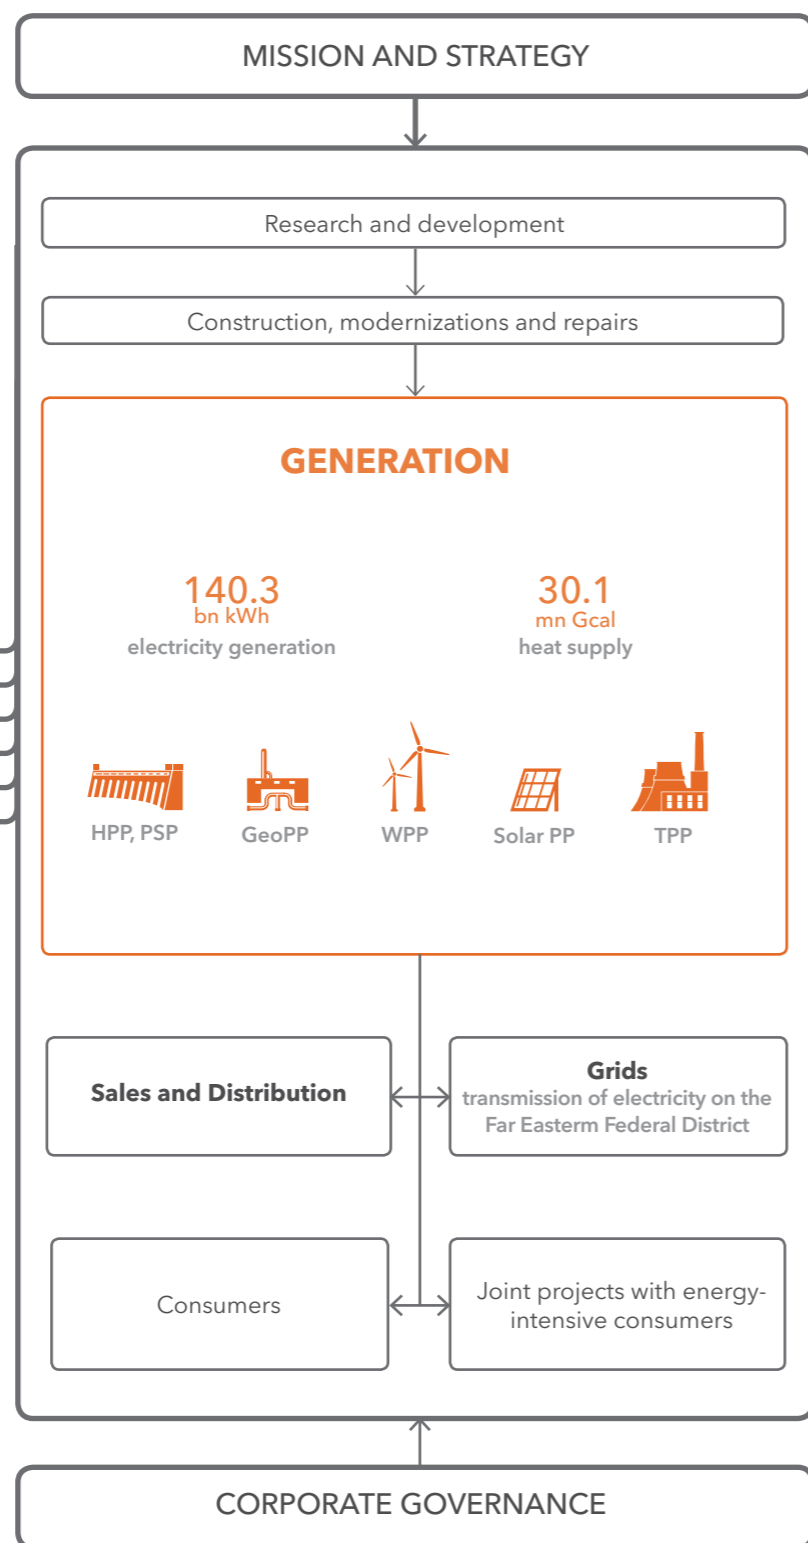 MISSION AND STRATEGY
Research and development
Construction, modernizations and repairs
GENERATION
140.3
bn kWh
electricity generation
30.1
mn Gcal
heat supply
HPP, PSP
GeoPP
WPP
Solar PP
TPP
Sales and Distribution
Grids
transmission of electricity on the
Far Easterm Federal District
Consumers
Joint projects with energy-
intensive consumers
CORPORATE GOVERNANCE